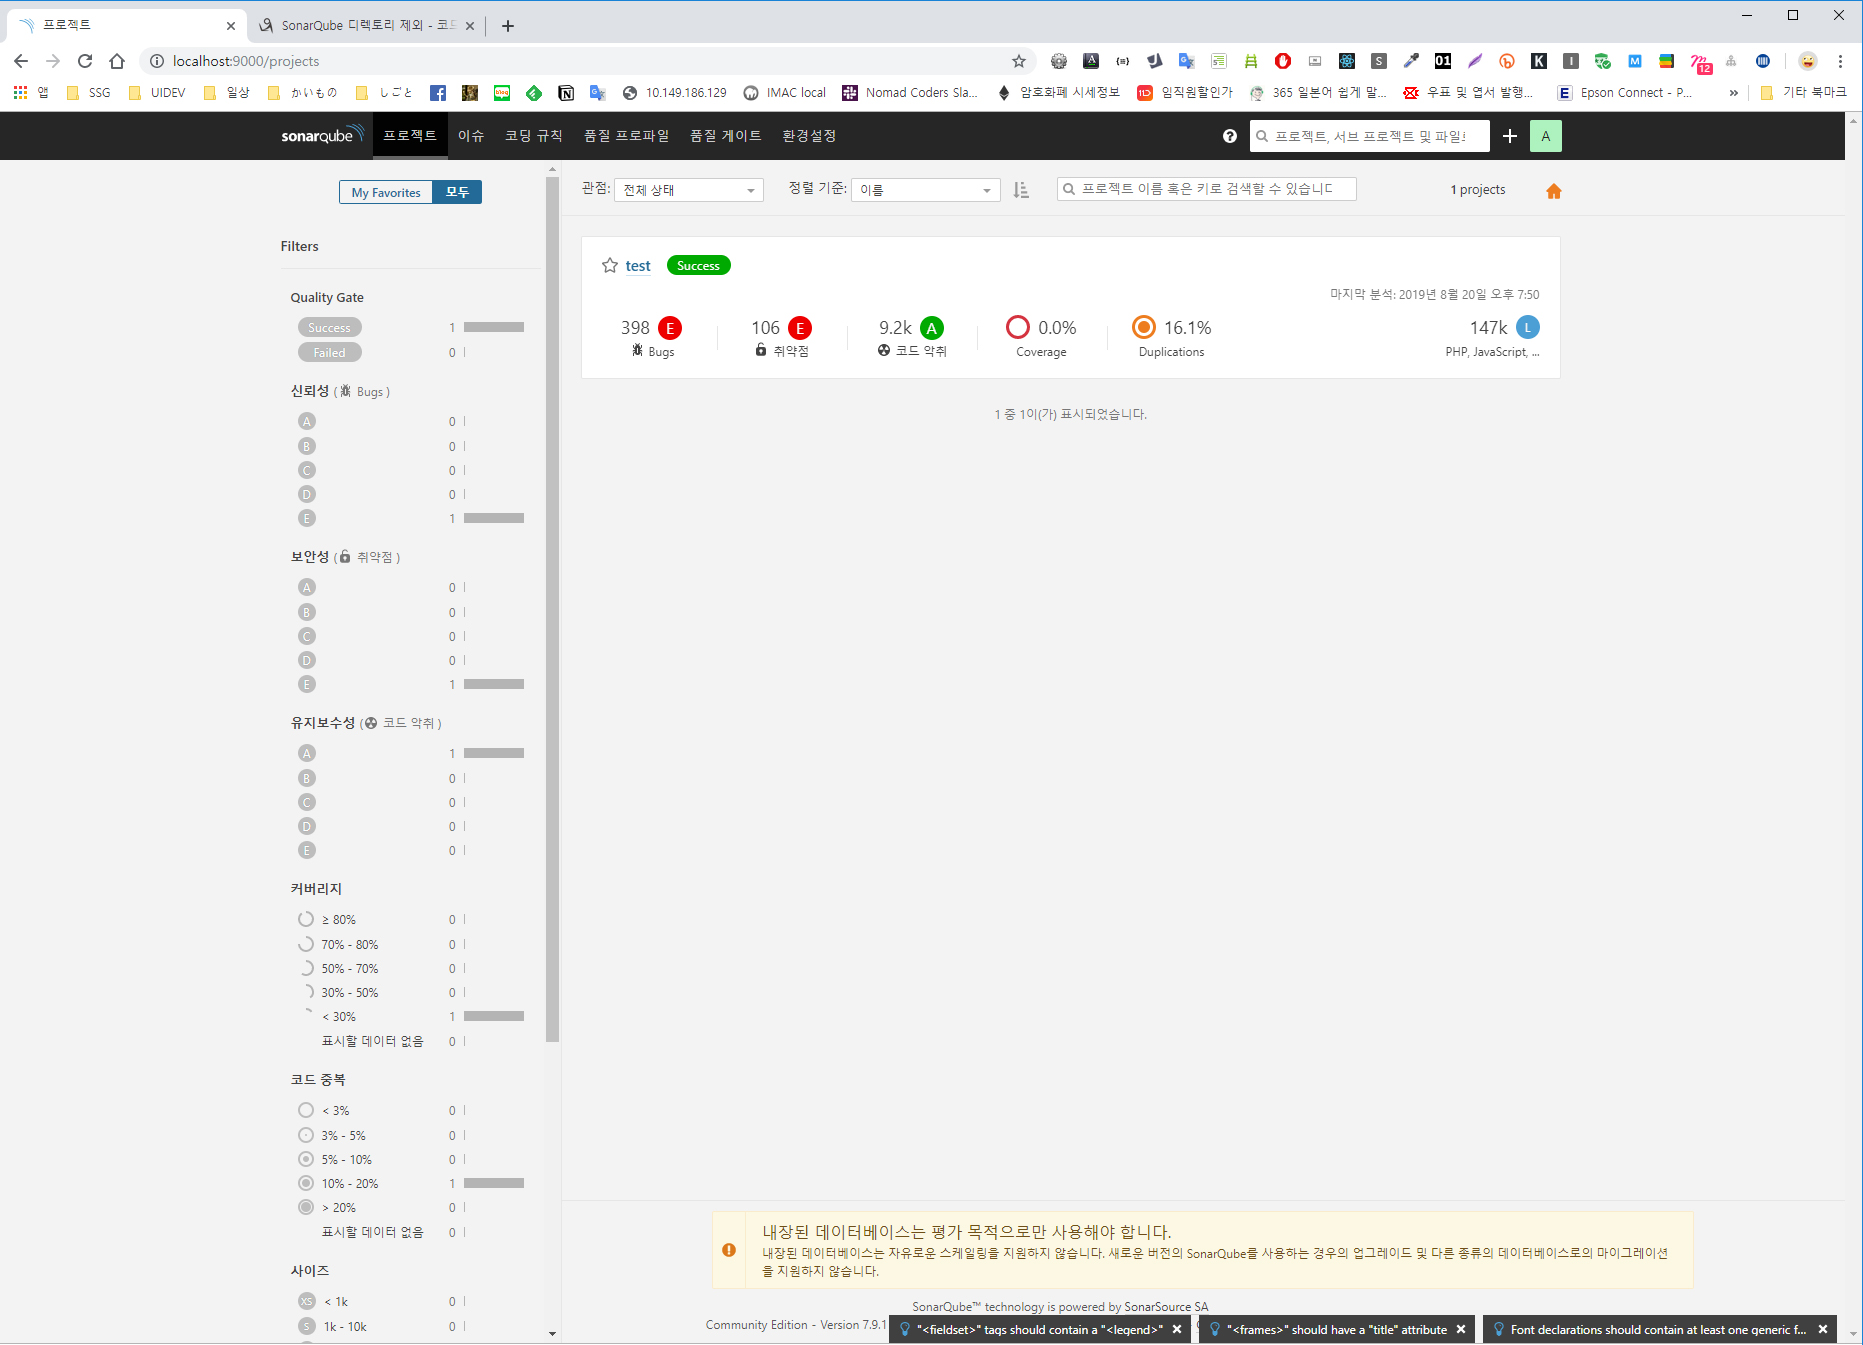 프로젝트
SonarQube 디렉토리 제외 - 코드
localhost:9000/projects
앱 SSG UIDEV 일상 かいもの しごと 10.149.186.129 IMAC local Nomad Coders Sla... 암호화폐 시세정보 임직원할인가 365 일본어 쉽게 말... 우표 및 엽서 발행... Epson Connect - P... » 기타 북마크
sonarqube 프로젝트 이슈 코딩 규칙 품질 프로파일 품질 게이트 환경설정 프로젝트, 서브 프로젝트 및 파일 A
My Favorites 모두
관점: 전체 상태 정렬 기준: 이름 프로젝트 이름 혹은 키로 검색할 수 있습니다 1 projects
Filters
Quality Gate
Success 1
Failed 0
신뢰성 ( Bugs )
A 0
B 0
C 0
D 0
E 1
보안성 ( 취약점 )
A 0
B 0
C 0
D 0
E 1
유지보수성 ( 코드 악취 )
A 1
B 0
C 0
D 0
E 0
커버리지
≥ 80% 0
70% - 80% 0
50% - 70% 0
30% - 50% 0
< 30% 1
표시할 데이터 없음 0
코드 중복
< 3% 0
3% - 5% 0
5% - 10% 0
10% - 20% 1
> 20% 0
표시할 데이터 없음 0
사이즈
XS < 1k 0
S 1k - 10k 0
test Success
마지막 분석: 2019년 8월 20일 오후 7:50
398 E 106 E 9.2k A 0.0% 16.1% 147k L
Bugs 취약점 코드 악취 Coverage Duplications PHP, JavaScript, ...
1 중 1이(가) 표시되었습니다.
내장된 데이터베이스는 평가 목적으로만 사용해야 합니다.
내장된 데이터베이스는 자유로운 스케일링을 지원하지 않습니다. 새로운 버전의 SonarQube를 사용하는 경우의 업그레이드 및 다른 종류의 데이터베이스로의 마이그레이션
을 지원하지 않습니다.
SonarQube™ technology is powered by SonarSource SA
Community Edition - Version 7.9.1
"<fieldset>" tags should contain a "<legend>"
"<frames>" should have a "title" attribute
Font declarations should contain at least one generic f...